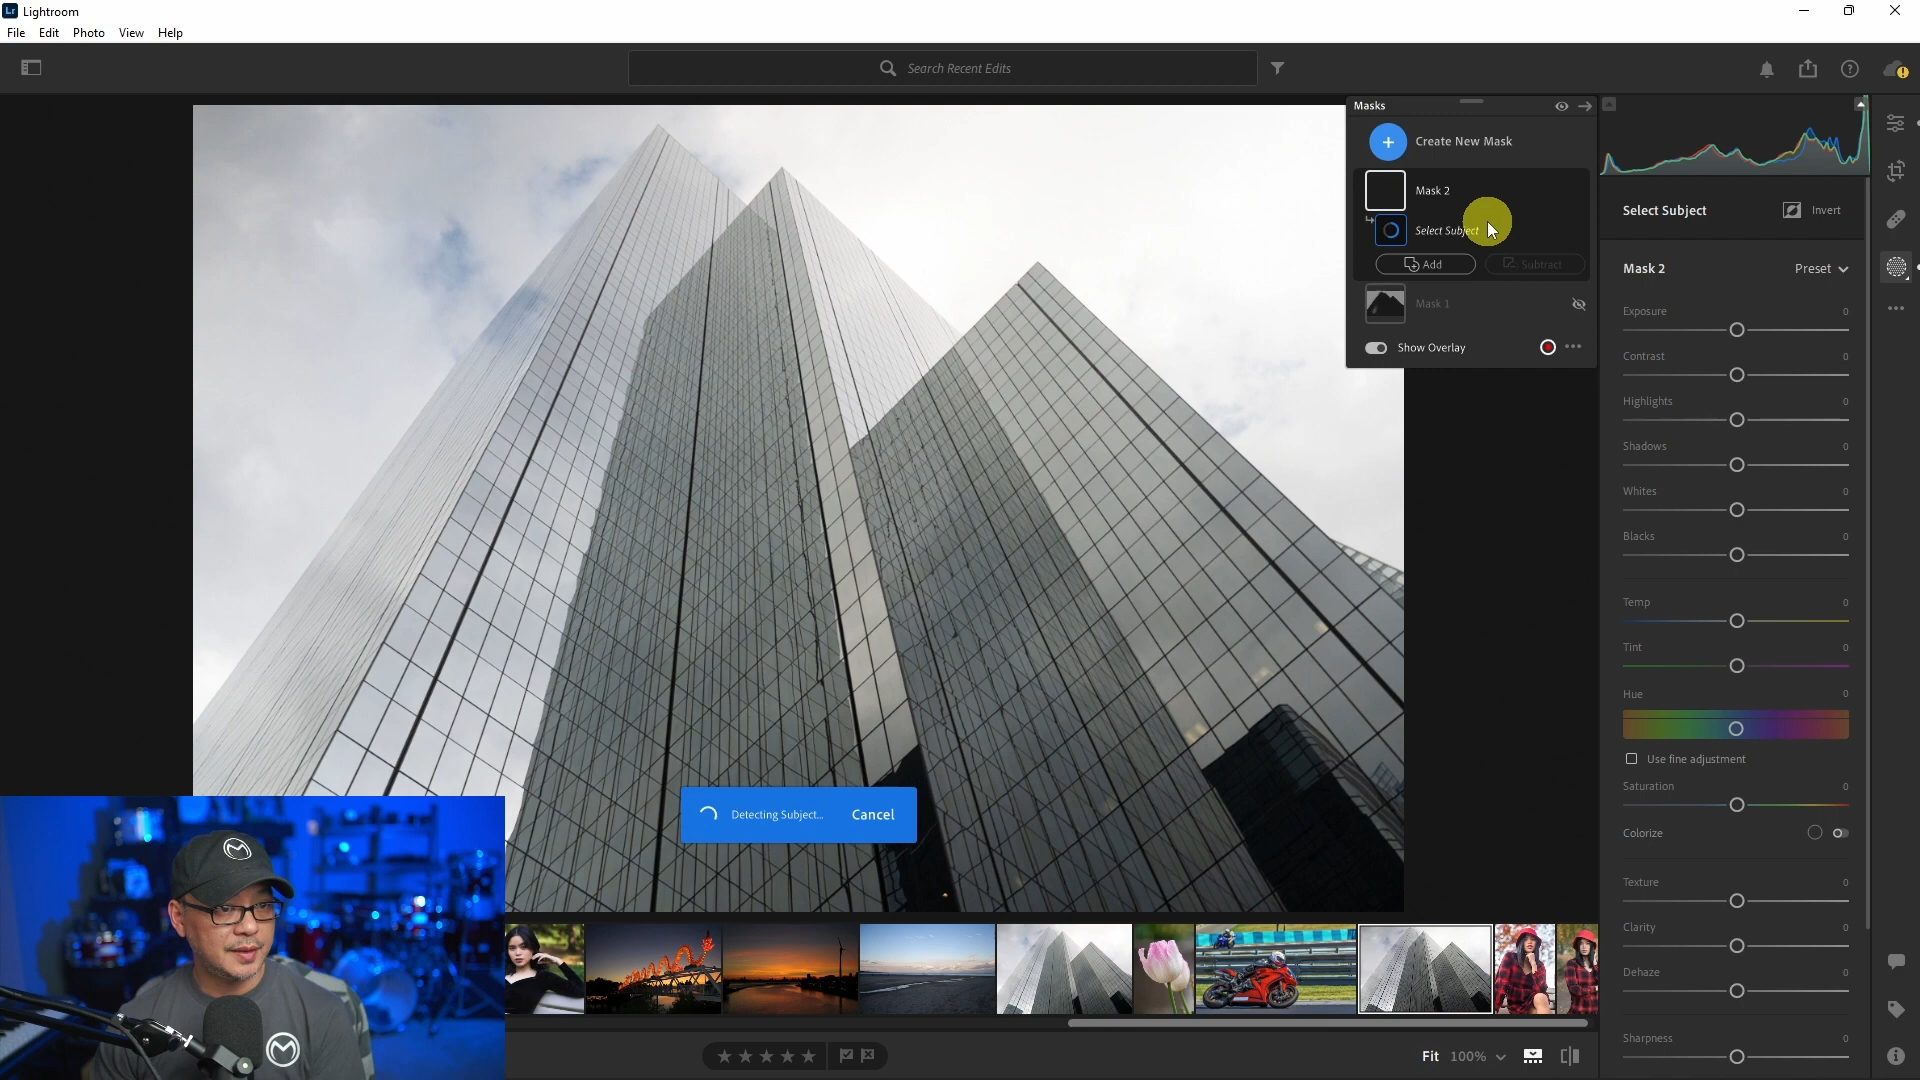 Lr Lightroom
File Edit Photo View Help
Search Recent Edits
Masks
Create New Mask
Mask 2
Select Subject
Add Subtract
Mask 1
Show Overlay
Select Subject Invert
Mask 2 Preset
Exposure 0
Contrast 0
Highlights 0
Shadows 0
Whites 0
Blacks 0
Temp 0
Tint 0
Hue 0
Use fine adjustment
Saturation 0
Colorize
Texture 0
Clarity 0
Dehaze 0
Sharpness 0
Detecting Subject... Cancel
Fit 100%